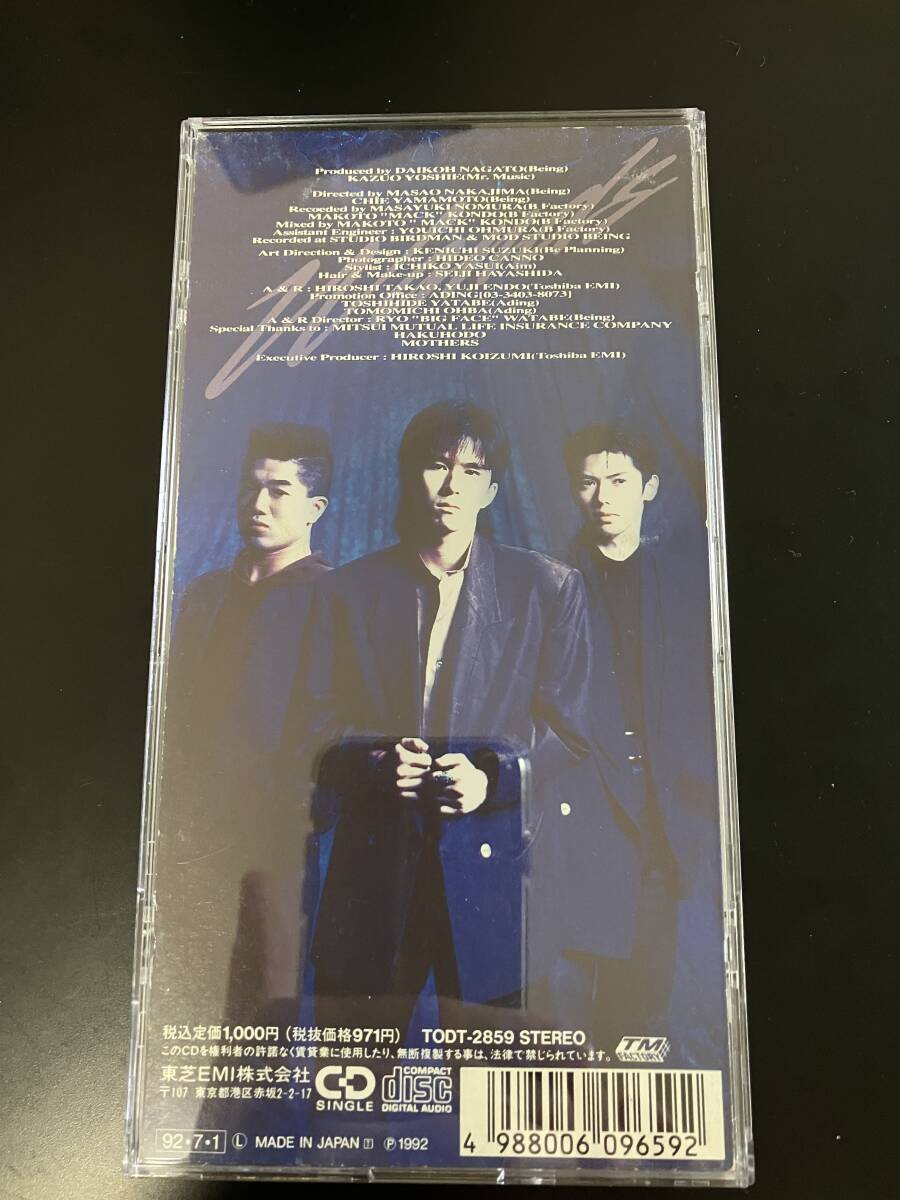 Produced by DAIKOH NAGATO(Being)
KAZUO YOSHIE(Mr. Music)
Directed by MASAO NAKAJIMA(Being)
CHIE YAMAMOTO(Being)
Recoeded by MASAYUKI NOMURA(B Factory)
MAKOTO "MACK" KONDO(B Factory)
Mixed by MAKOTO " MACK" KONDO(B Factory)
Assistant Engineer : YOUICHI OHMURA(B Factory)
Recorded at STUDIO BIRDMAN & MOD STUDIO BEING
Art Direction & Design : KENICHI SUZUKI(Be Planning)
Photographer : HIDEO CANNO
Stylist : ICHIKO YASUI(Aim)
Hair & Make-up : SEIJI HAYASHIDA
A & R : HIROSHI TAKAO, YUJI ENDO(Toshiba EMI)
Promotion Office : ADING[03-3403-8073]
TOSHIHIDE YATABE(Ading)
TOMOMICHI OHBA(Ading)
A & R Director : RYO "BIG FACE" WATABE(Being)
Special Thanks to : MITSUI MUTUAL LIFE INSURANCE COMPANY
HAKUHODO
MOTHERS
Executive Producer : HIROSHI KOIZUMI(Toshiba EMI)
税込定価1,000円(税抜価格971円) TODT-2859 STEREO
このCDを権利者の許諾なく賃貸業に使用したり、無断複製する事は、法律で禁じられています。
TM FACTORY
東芝EMI株式会社
〒107 東京都港区赤坂2-2-17
CD SINGLE
COMPACT disc DIGITAL AUDIO
92・7・1 Ⓛ MADE IN JAPAN T ℗1992
4 988006 096592